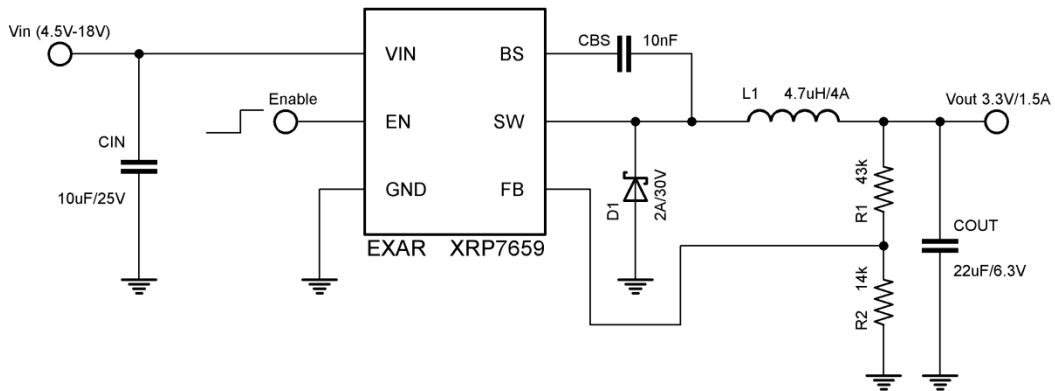 Vin (4.5V-18V)
CIN
10uF/25V
Enable
VIN
EN
GND
BS
SW
FB
EXAR XRP7659
CBS 10nF
D1
2A/30V
L1 4.7uH/4A
Vout 3.3V/1.5A
R1
43k
R2
14k
COUT
22uF/6.3V